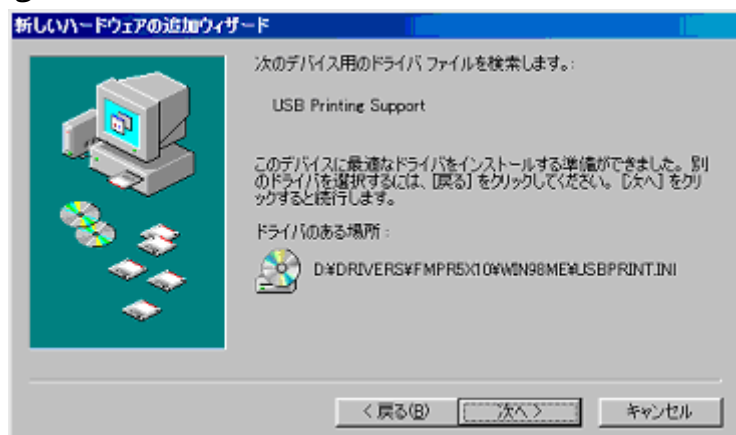 新しいハードウェアの追加ウィザード
次のデバイス用のドライバ ファイルを検索します。:
USB Printing Support
このデバイスに最適なドライバをインストールする準備ができました。別
のドライバを選択するには、[戻る] をクリックしてください。[次へ] をクリ
ックすると続行します。
ドライバのある場所:
D:¥DRIVERS¥FMPR5X10¥WIN98ME¥USBPRINT.INI
< 戻る(B)
次へ >
キャンセル